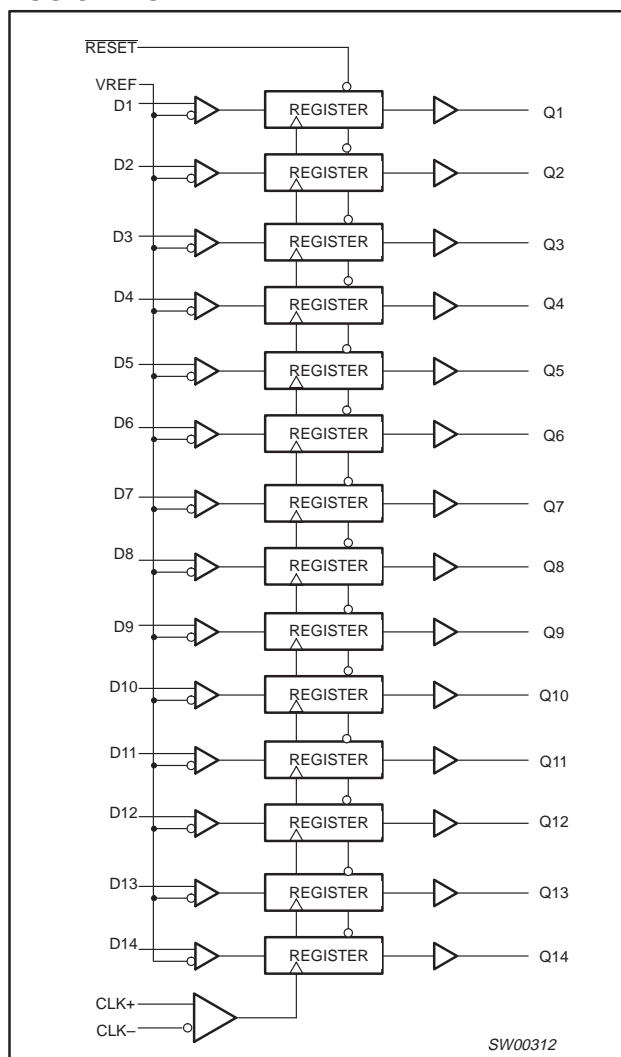 RESET
VREF
D1 REGISTER Q1
D2 REGISTER Q2
D3 REGISTER Q3
D4 REGISTER Q4
D5 REGISTER Q5
D6 REGISTER Q6
D7 REGISTER Q7
D8 REGISTER Q8
D9 REGISTER Q9
D10 REGISTER Q10
D11 REGISTER Q11
D12 REGISTER Q12
D13 REGISTER Q13
D14 REGISTER Q14
CLK+
CLK–
SW00312